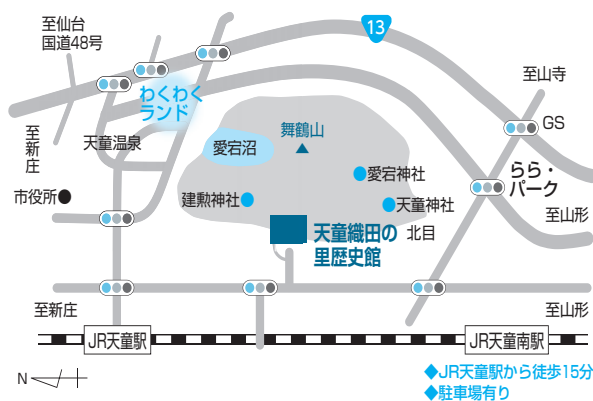 至仙台
国道48号
13
至山寺
わくわく
ランド
GS
舞鶴山
至新庄
天童温泉
愛宕沼
らら・
パーク
愛宕神社
市役所
建勲神社
天童神社
至山形
天童織田の
里歴史館
北目
至新庄
至山形
JR天童駅
JR天童南駅
N
◆JR天童駅から徒歩15分
◆駐車場有り